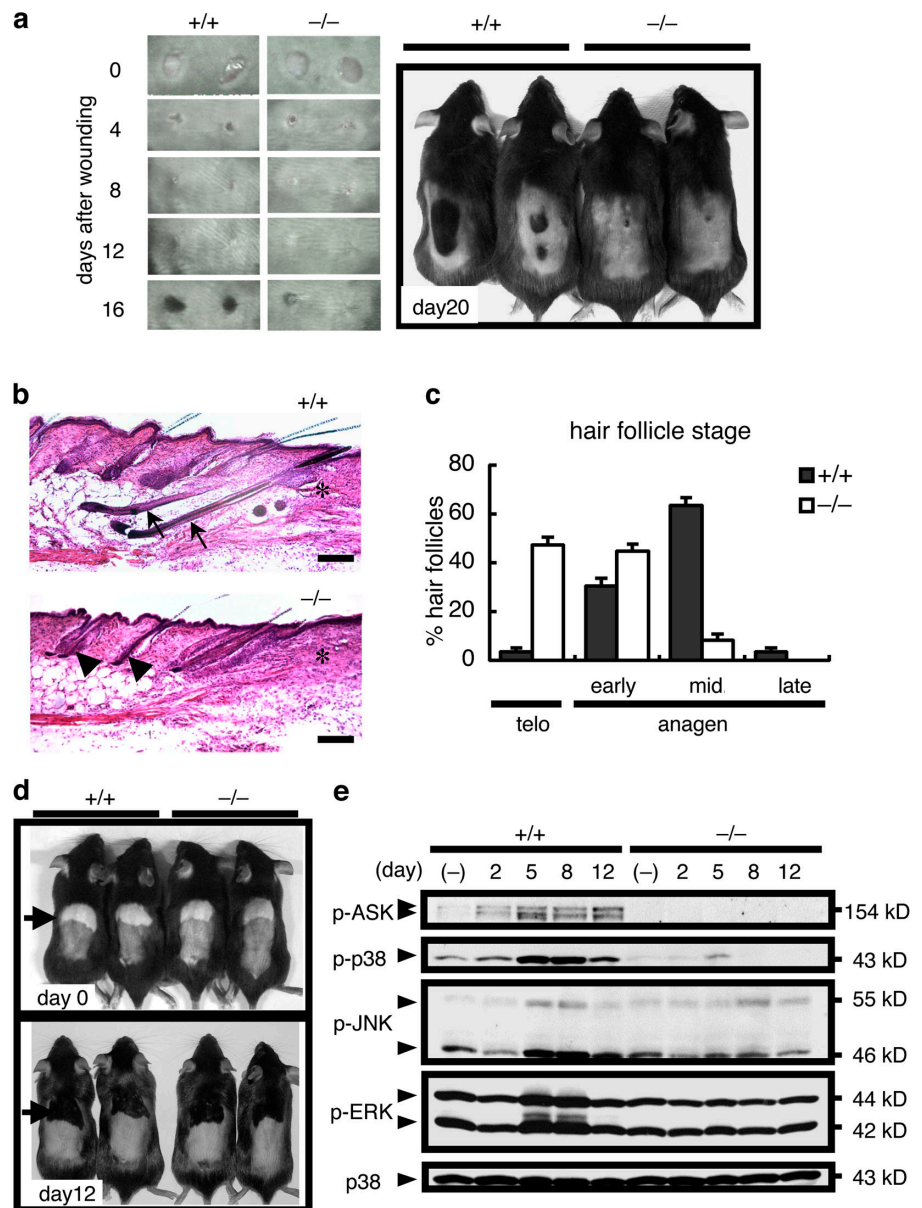 a
+/+ –/–
+/+ –/–
days after wounding
0
4
8
12
16
day20
b
+/+
*
–/–
*
c
hair follicle stage
% hair follicles
80
60
40
20
0
+/+
–/–
early mid. late
telo anagen
d
+/+ –/–
day 0
day12
e
+/+ –/–
(day) (–) 2 5 8 12 (–) 2 5 8 12
p-ASK 154 kD
p-p38 43 kD
p-JNK 55 kD
46 kD
p-ERK 44 kD
42 kD
p38 43 kD